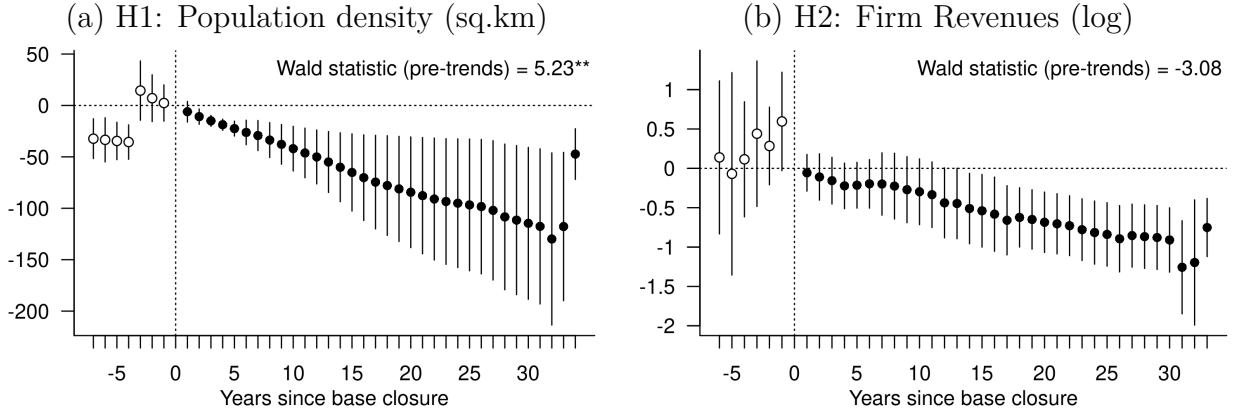 (a) H1: Population density (sq.km)
Wald statistic (pre-trends) = 5.23**
50
0
-50
-100
-150
-200
-5 0 5 10 15 20 25 30
Years since base closure
(b) H2: Firm Revenues (log)
Wald statistic (pre-trends) = -3.08
1
0.5
0
-0.5
-1
-1.5
-2
-5 0 5 10 15 20 25 30
Years since base closure